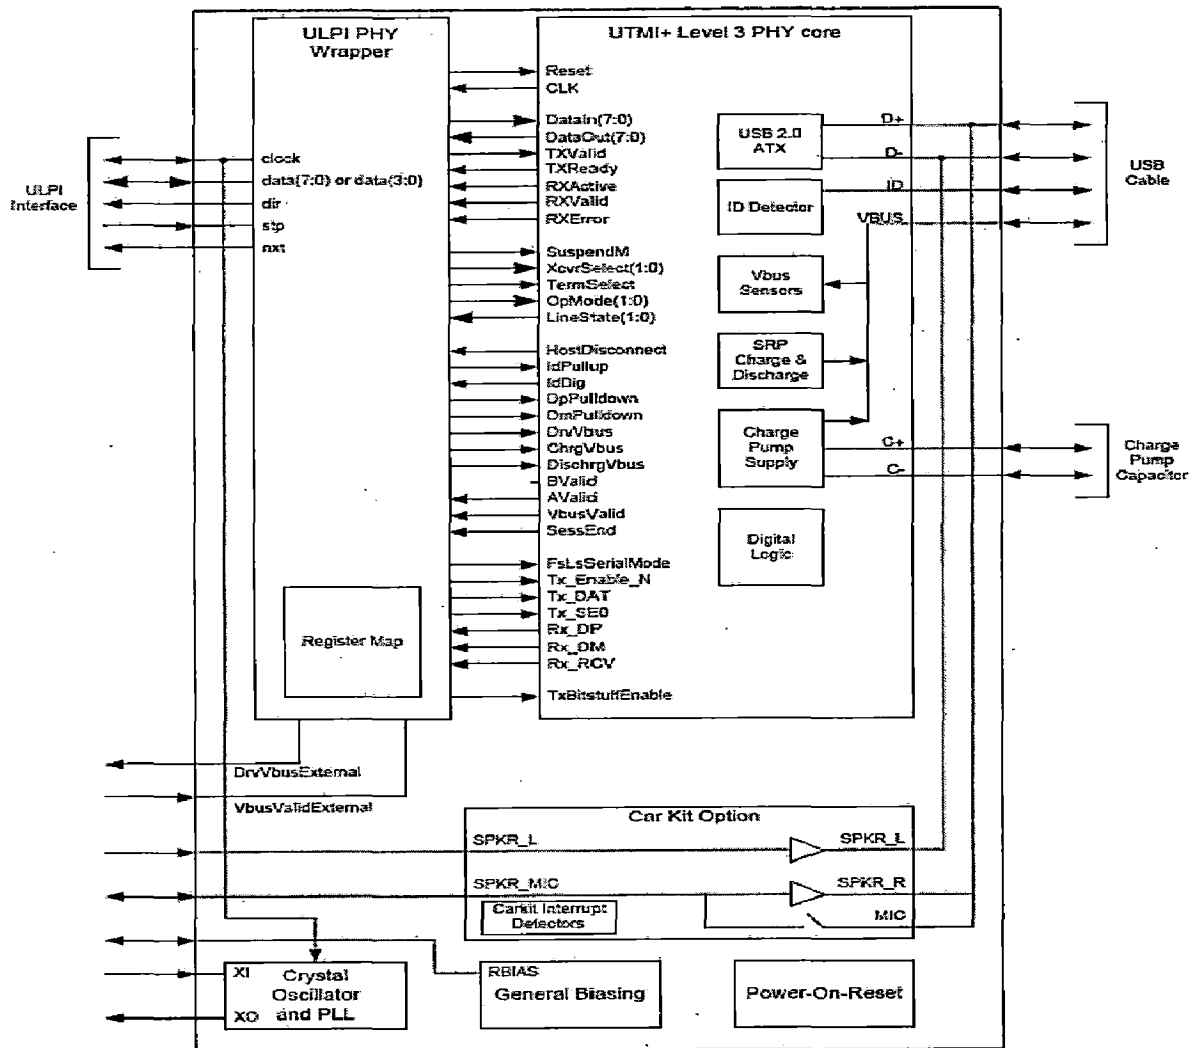 ULPI PHY
Wrapper
UTMI+ Level 3 PHY core
Reset
CLK
DataIn(7:0)
DataOut(7:0)
TXValid
TXReady
RXActive
RXValid
RXError
SuspendM
XcvrSelect(1:0)
TermSelect
OpMode(1:0)
LineState(1:0)
HostDisconnect
IdPullup
IdDig
DpPulldown
DmPulldown
DrvVbus
ChrgVbus
DischrgVbus
BValid
AValid
VbusValid
SessEnd
FsLsSerialMode
Tx_Enable_N
Tx_DAT
Tx_SE0
Rx_DP
Rx_DM
Rx_RCV
TxBitstuffEnable
ULPI
Interface
clock
data(7:0) or data(3:0)
dir
stp
nxt
Register Map
USB 2.0
ATX
ID Detector
Vbus
Sensors
SRP
Charge &
Discharge
Charge
Pump
Supply
Digital
Logic
D+
D-
ID
VBUS
C+
C-
USB
Cable
Charge
Pump
Capacitor
DrvVbusExternal
VbusValidExternal
Car Kit Option
SPKR_L
SPKR_L
SPKR_MIC
SPKR_R
MIC
Carkit Interrupt
Detectors
XI
XO
Crystal
Oscillator
and PLL
RBIAS
General Biasing
Power-On-Reset